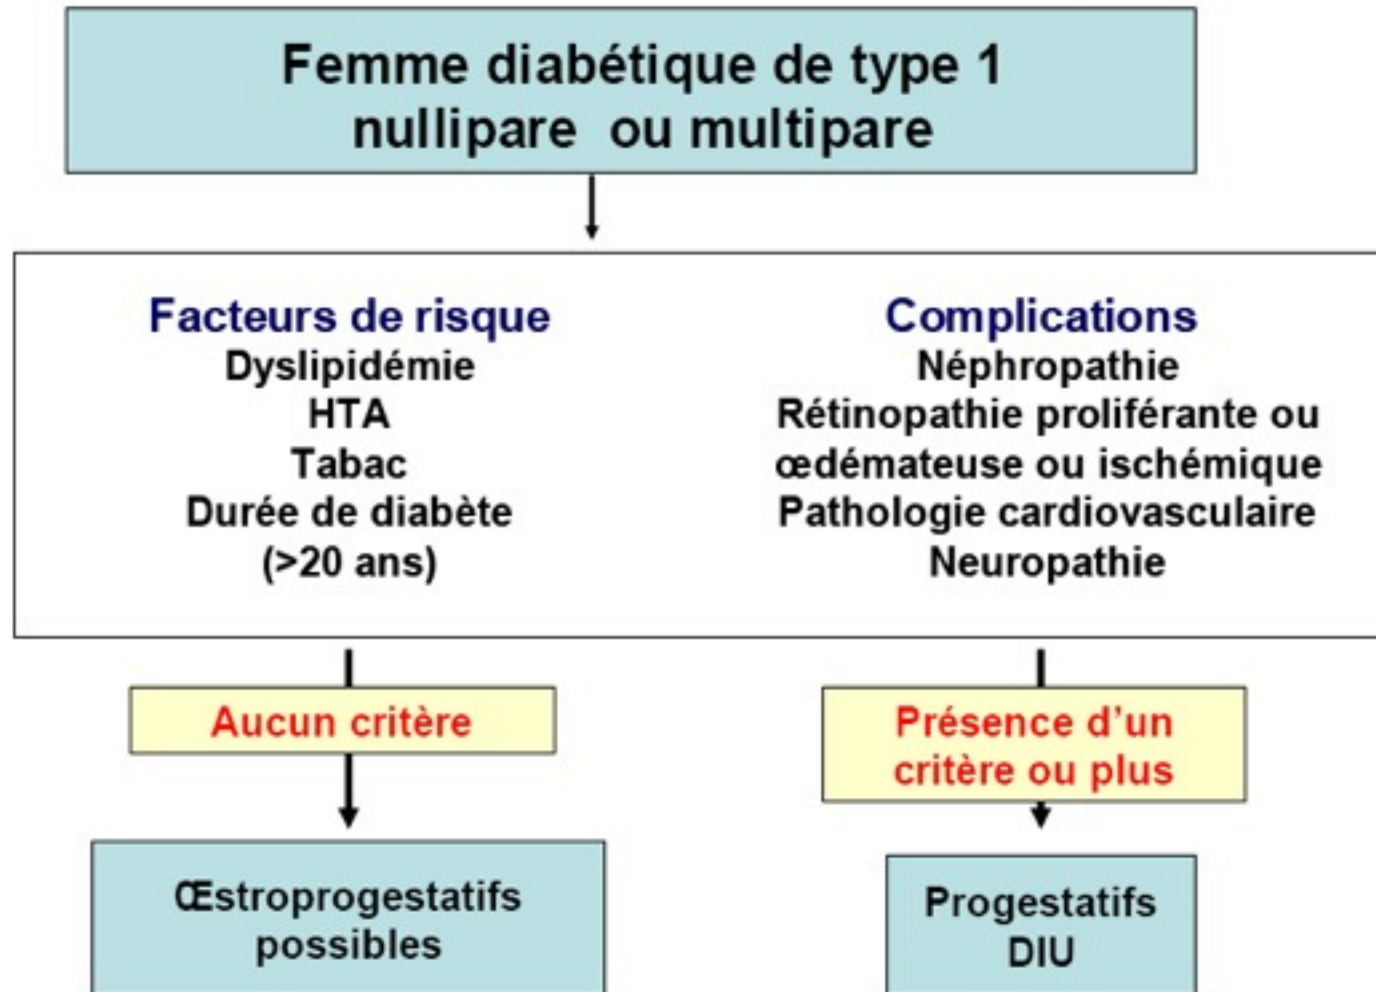 Femme diabétique de type 1
nullipare ou multipare
Facteurs de risque
Dyslipidémie
HTA
Tabac
Durée de diabète
(>20 ans)
Complications
Néphropathie
Rétinopathie proliférante ou
œdémateuse ou ischémique
Pathologie cardiovasculaire
Neuropathie
Aucun critère
Présence d’un
critère ou plus
Œstroprogestatifs
possibles
Progestatifs
DIU